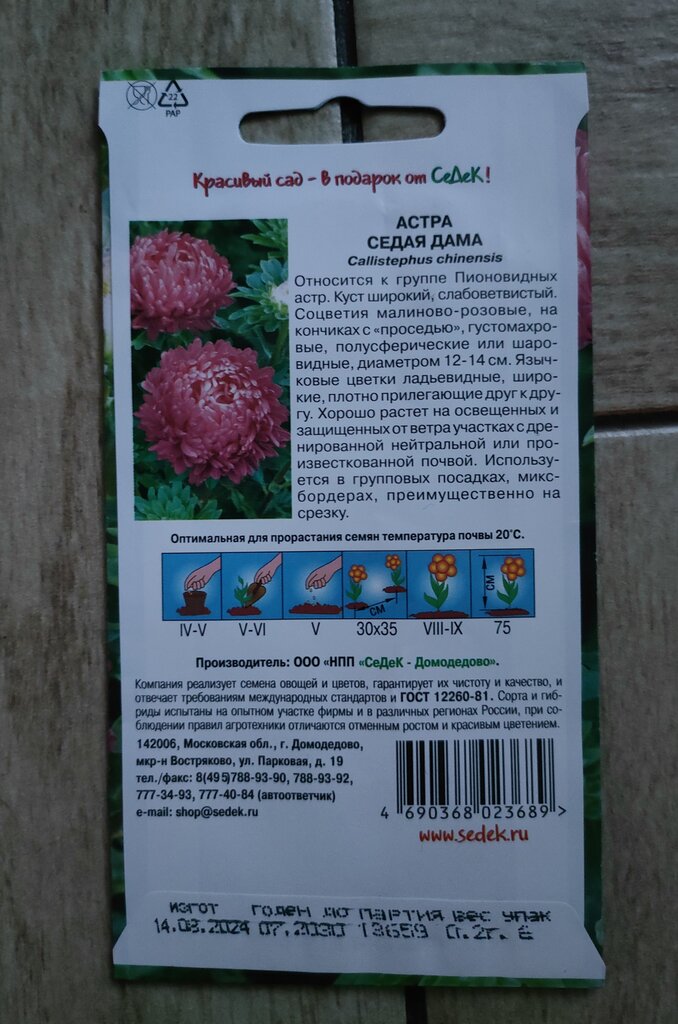 22
PAP
Красивый сад - в подарок от СеДеК!
АСТРА
СЕДАЯ ДАМА
Callistephus chinensis
Относится к группе Пионовидных
астр. Куст широкий, слабоветвистый.
Соцветия малиново-розовые, на
кончиках с «проседью», густомахро-
вые, полусферические или шаро-
видные, диаметром 12-14 см. Языч-
ковые цветки ладьевидные, широ-
кие, плотно прилегающие друг к дру-
гу. Хорошо растет на освещенных и
защищенных от ветра участках с дре-
нированной нейтральной или про-
известкованной почвой. Использу-
ется в групповых посадках, микс-
бордерах, преимущественно на
срезку.
Оптимальная для прорастания семян температура почвы 20°С.
СМ
СМ
IV-V V-VI V 30x35 VIII-IX 75
Производитель: ООО «НПП «СеДеК - Домодедово».
Компания реализует семена овощей и цветов, гарантирует их чистоту и качество, и
отвечает требованиям международных стандартов и ГОСТ 12260-81. Сорта и гиб-
риды испытаны на опытном участке фирмы и в различных регионах России, при со-
блюдении правил агротехники отличаются отменным ростом и красивым цветением.
142006, Московская обл., г. Домодедово,
мкр-н Востряково, ул. Парковая, д. 19
тел./факс: 8(495)788-93-90, 788-93-92,
777-34-93, 777-40-84 (автоответчик)
e-mail: shop@sedek.ru
4 690368 023689 >
www.sedek.ru
ИЗГОТ ГОДЕН ДО ПАРТИЯ ВЕС УПАК
14.08.2024 07.2030 13659 0.2г. Е